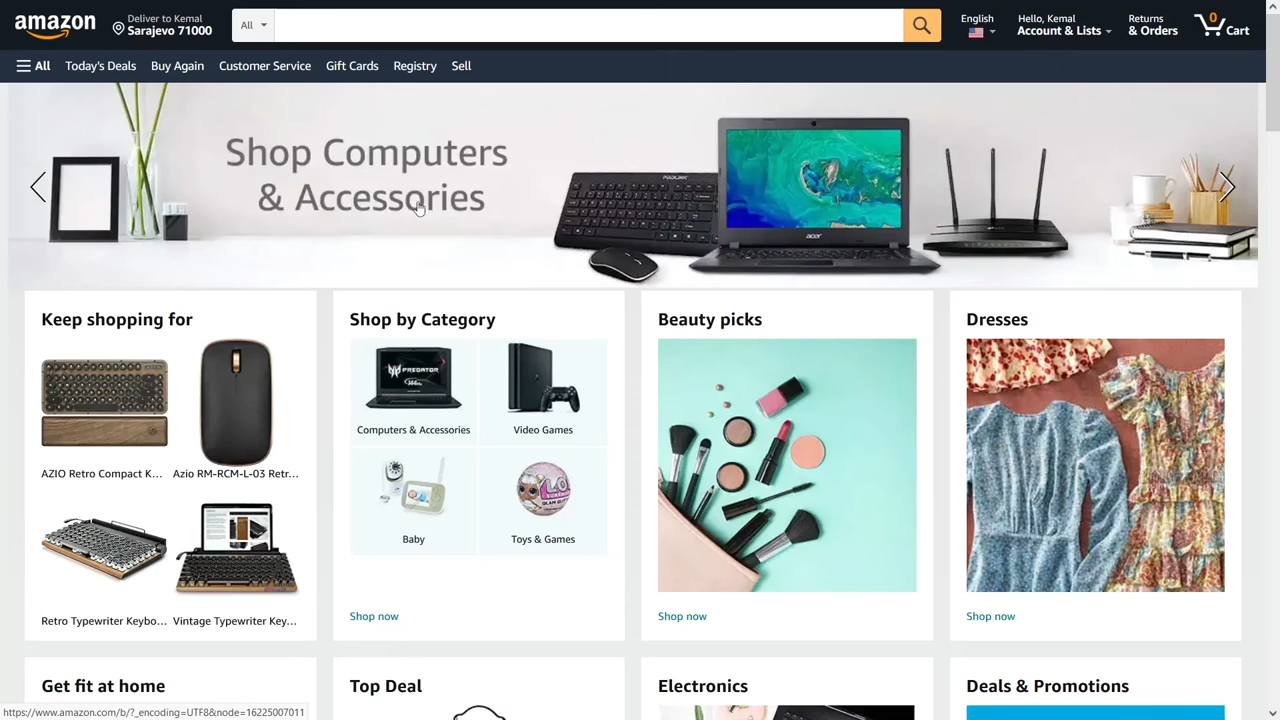 amazon
Deliver to Kemal
Sarajevo 71000
All
English
Hello, Kemal
Account & Lists
Returns
& Orders
0
Cart
All
Today's Deals
Buy Again
Customer Service
Gift Cards
Registry
Sell
Shop Computers
& Accessories
PROLINK
acer
Keep shopping for
AZIO Retro Compact K...
Azio RM-RCM-L-03 Retr...
Retro Typewriter Keybo...
Vintage Typewriter Key...
Shop by Category
PREDATOR
144Hz
Computers & Accessories
Video Games
Baby
Toys & Games
Shop now
Beauty picks
Shop now
Dresses
Shop now
Get fit at home
Top Deal
Electronics
Deals & Promotions
https://www.amazon.com/b/?_encoding=UTF8&node=16225007011